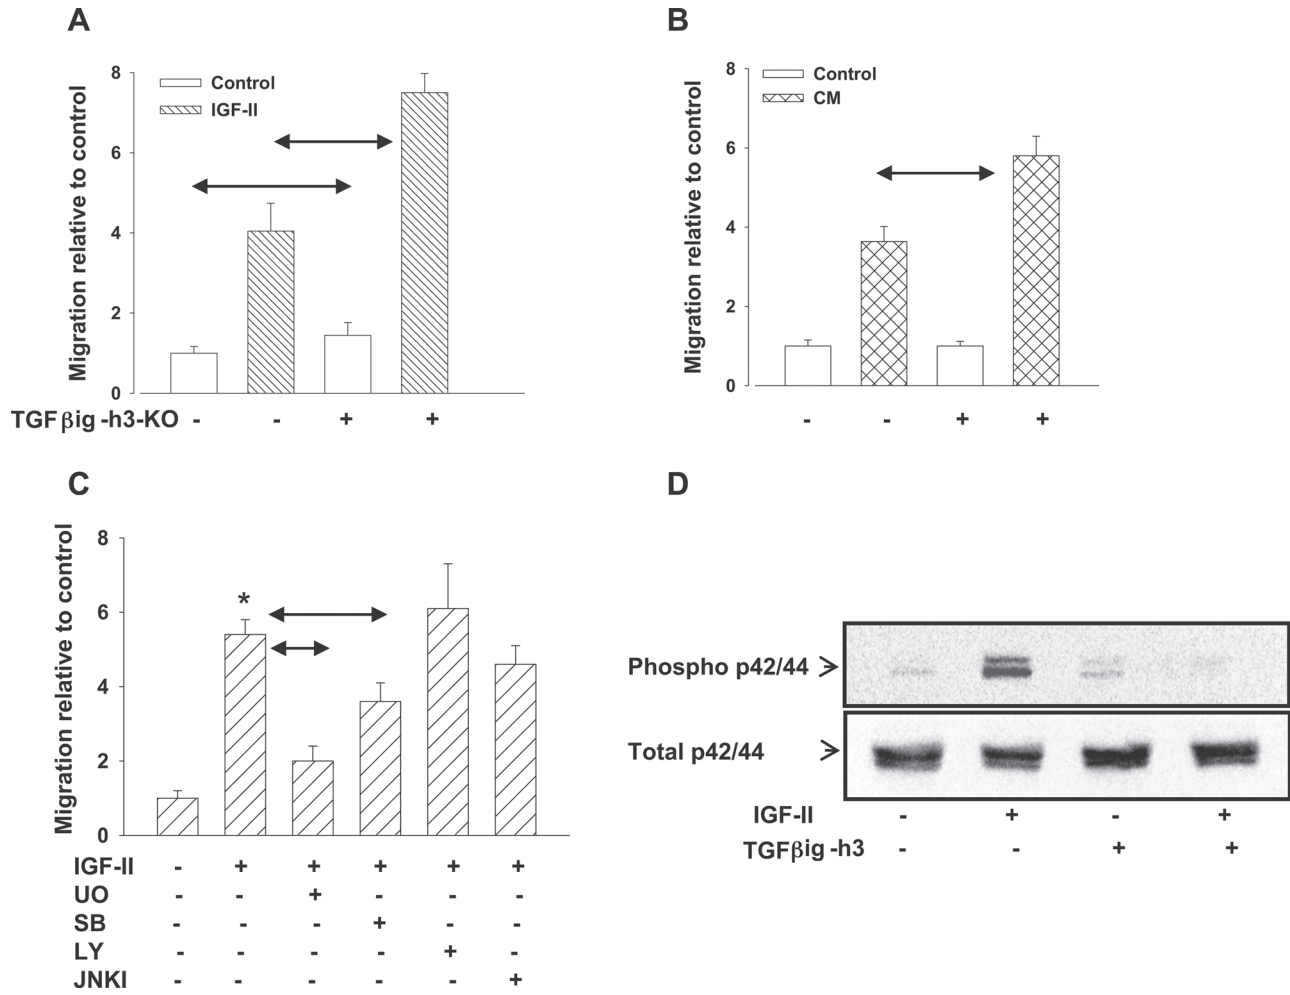 A
Migration relative to control
8
6
4
2
0
Control
IGF-II
TGFβig-h3-KO - - + +
B
Migration relative to control
8
6
4
2
0
Control
CM
- - + +
C
Migration relative to control
8
6
4
2
0
*
IGF-II - + + + + +
UO - - + - - -
SB - - - + - -
LY - - - - + -
JNKI - - - - - +
D
Phospho p42/44
Total p42/44
IGF-II - + - +
TGFβig-h3 - - + +